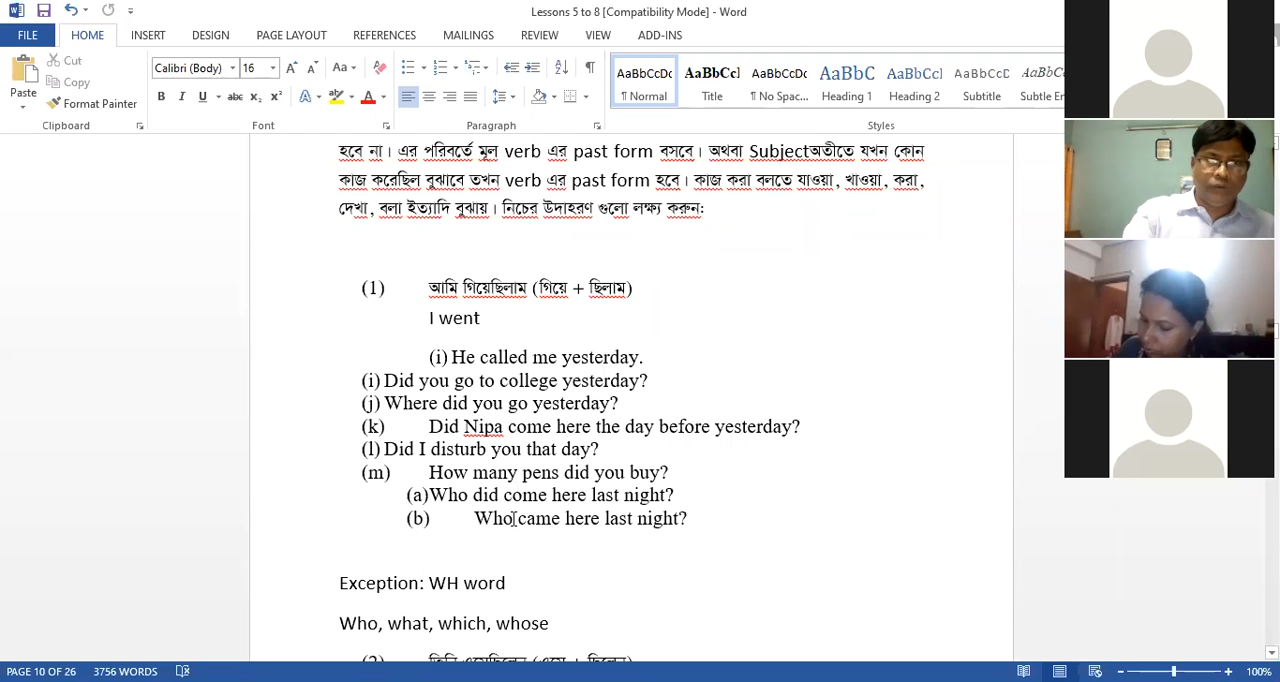 Lessons 5 to 8 [Compatibility Mode] - Word
FILE HOME INSERT DESIGN PAGE LAYOUT REFERENCES MAILINGS REVIEW VIEW ADD-INS
Cut
Copy
Paste
Format Painter
Calibri (Body) 16
AaBbCcDc AaBbCcI AaBbCcDc AaBbC AaBbCcI AaBbCcD AaBbCcDc
¶ Normal Title ¶ No Spac... Heading 1 Heading 2 Subtitle Subtle En
Clipboard Font Paragraph Styles
হবে না। এর পরিবর্তে মূল verb এর past form বসবে। অথবা Subjectঅতীতে যখন কোন
কাজ করেছিল বুঝাবে তখন verb এর past form হবে। কাজ করা বলতে যাওয়া, খাওয়া, করা,
দেখা, বলা ইত্যাদি বুঝায়। নিচের উদাহরণ গুলো লক্ষ্য করুন:
(1) আমি গিয়েছিলাম (গিয়ে + ছিলাম)
I went
(i) He called me yesterday.
(i) Did you go to college yesterday?
(j) Where did you go yesterday?
(k) Did Nipa come here the day before yesterday?
(l) Did I disturb you that day?
(m) How many pens did you buy?
(a)Who did come here last night?
(b) Who came here last night?
Exception: WH word
Who, what, which, whose
(2) তিনি এসেছিলেন (এসে + ছিলেন)
PAGE 10 OF 26 3756 WORDS 100%